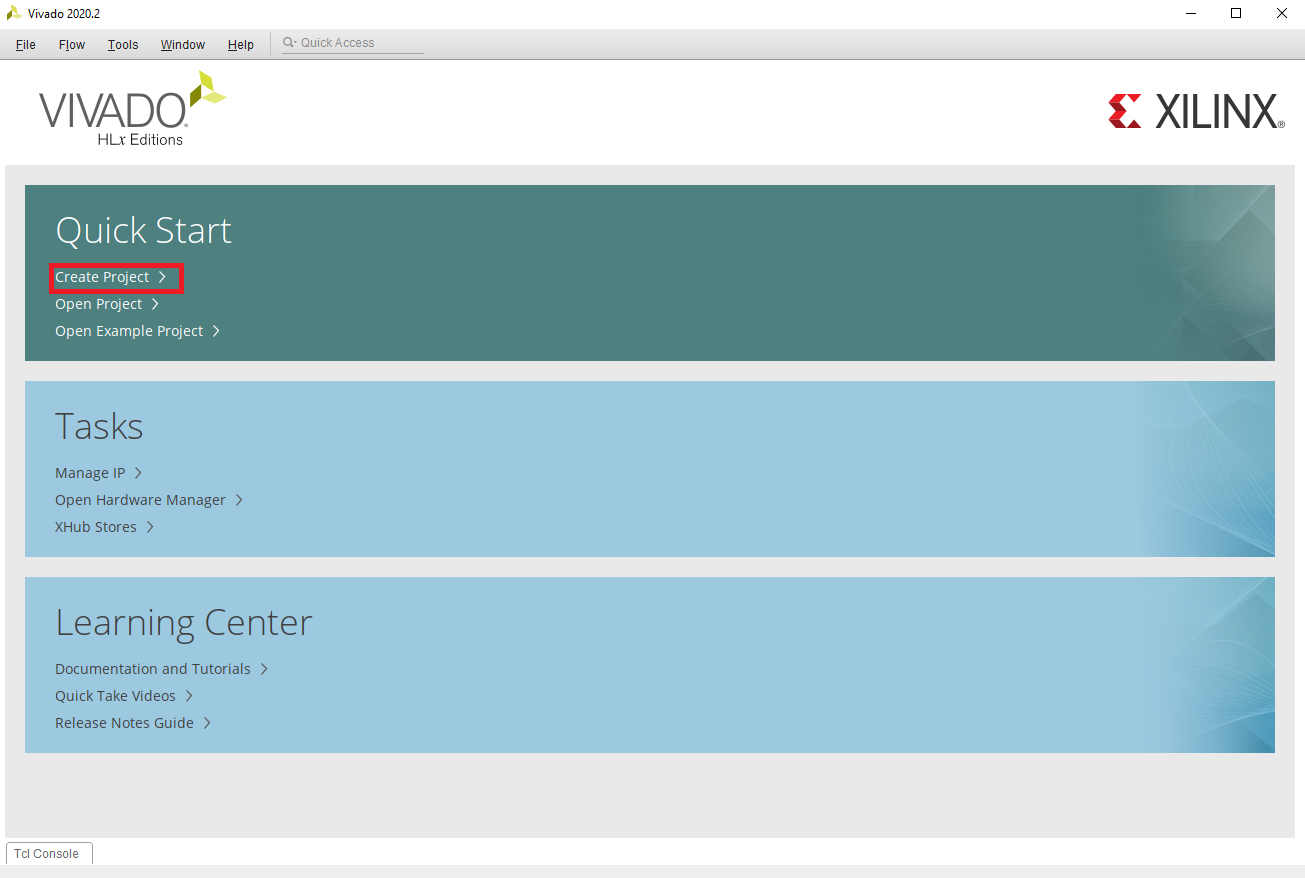 Vivado 2020.2
File Flow Tools Window Help Quick Access
VIVADO®
HLx Editions
XILINX®
Quick Start
Create Project >
Open Project >
Open Example Project >
Tasks
Manage IP >
Open Hardware Manager >
XHub Stores >
Learning Center
Documentation and Tutorials >
Quick Take Videos >
Release Notes Guide >
Tcl Console